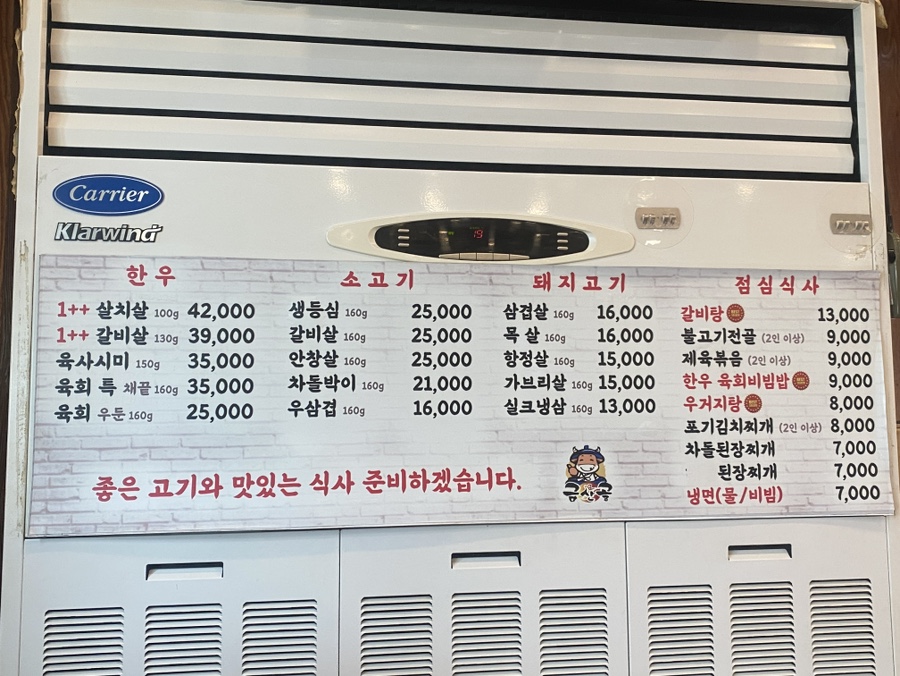 Carrier
Klarwind
19
한우
1++ 살치살 100g 42,000
1++ 갈비살 130g 39,000
육사시미 150g 35,000
육회 특 채끝 160g 35,000
육회 우둔 160g 25,000
소고기
생등심 160g 25,000
갈비살 160g 25,000
안창살 160g 25,000
차돌박이 160g 21,000
우삼겹 160g 16,000
돼지고기
삼겹살 160g 16,000
목살 160g 16,000
항정살 160g 15,000
가브리살 160g 15,000
실크냉삼 160g 13,000
점심식사
갈비탕 13,000
불고기전골 (2인 이상) 9,000
제육볶음 (2인 이상) 9,000
한우 육회비빔밥 9,000
우거지탕 8,000
포기김치찌개 (2인 이상) 8,000
차돌된장찌개 7,000
된장찌개 7,000
냉면(물/비빔) 7,000
좋은 고기와 맛있는 식사 준비하겠습니다.